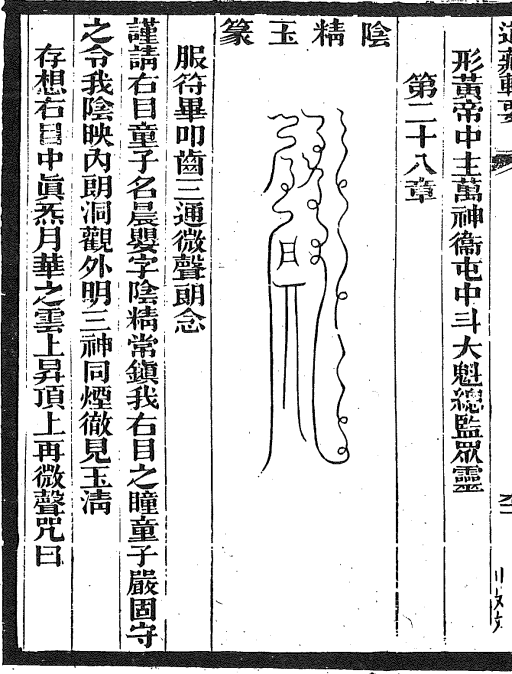 道藏輯要
形黃帝中主萬神衞屯中斗大魁總監眾靈
第二十八章
陰精玉篆
服符畢叩齒三通微聲朗念
謹請右目童子名晨嬰字陰精常鎮我右目之瞳童子嚴固守
之令我陰映內朗洞觀外明三神同煙徹見玉清
存想右目中眞炁月華之雲上昇頂上再微聲咒曰